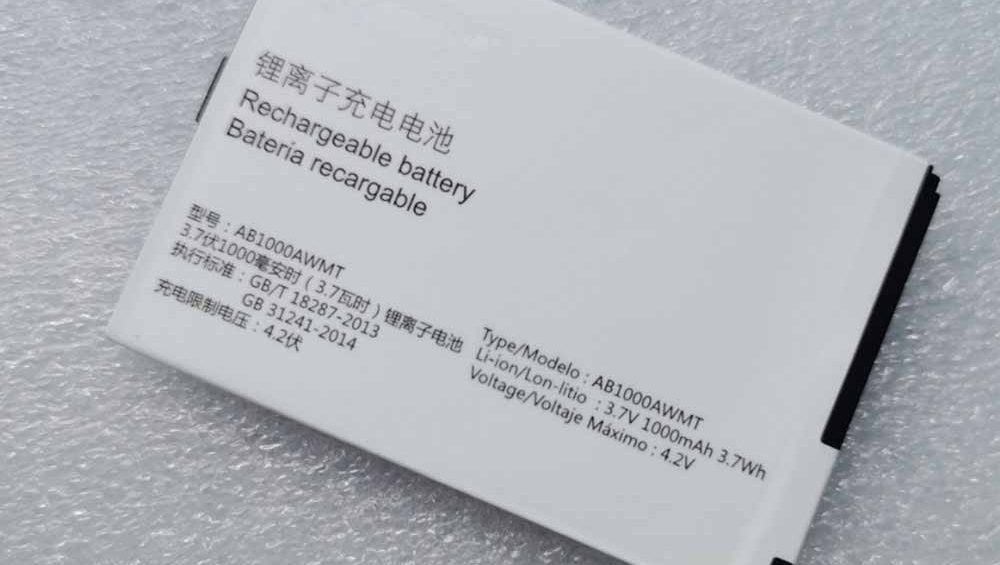 锂离子充电电池
Rechargeable battery
Batería recargable
型号：AB1000AWMT
3.7伏1000毫安时（3.7瓦时）锂离子电池
执行标准：GB/T 18287-2013
GB 31241-2014
充电限制电压：4.2伏
Type/Modelo : AB1000AWMT
Li-ion/Lon-litio : 3.7V 1000mAh 3.7Wh
Voltage/Voltaje Máximo : 4.2V